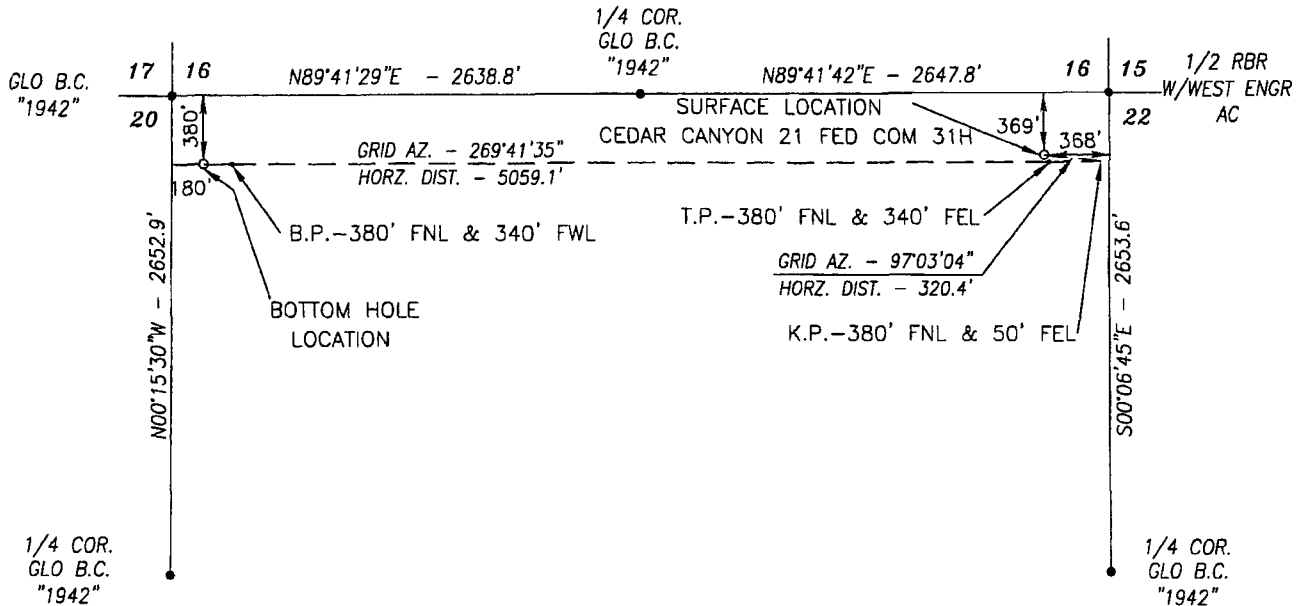 1/4 COR.
GLO B.C.
"1942"
GLO B.C.
"1942"
17 16
N89°41'29"E - 2638.8'
N89°41'42"E - 2647.8'
16 15
1/2 RBR
W/WEST ENGR
AC
20
22
380'
SURFACE LOCATION
CEDAR CANYON 21 FED COM 31H
369'
368'
GRID AZ. - 269°41'35"
HORZ. DIST. - 5059.1'
180'
B.P.-380' FNL & 340' FWL
T.P.-380' FNL & 340' FEL
GRID AZ. - 97°03'04"
HORZ. DIST. - 320.4'
BOTTOM HOLE
LOCATION
K.P.-380' FNL & 50' FEL
N00°15'30"W - 2652.9'
S00°06'45"E - 2653.6'
1/4 COR.
GLO B.C.
"1942"
1/4 COR.
GLO B.C.
"1942"